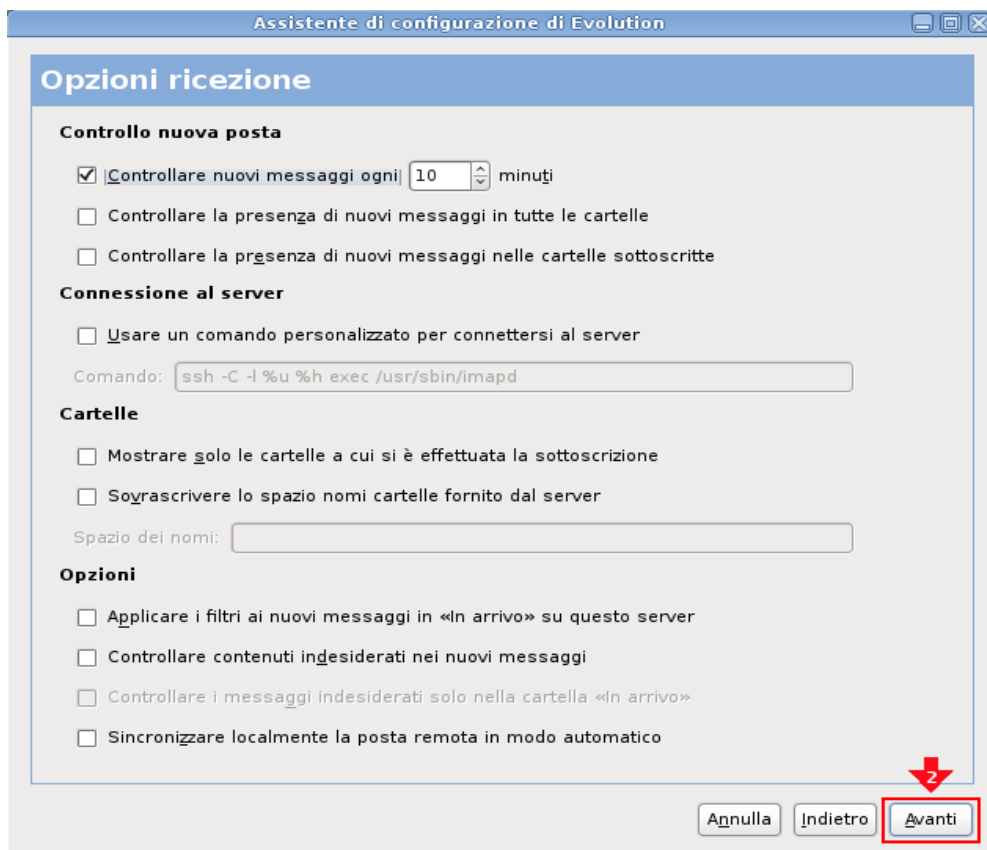 Assistente di configurazione di Evolution
Opzioni ricezione
Controllo nuova posta
Controllare nuovi messaggi ogni 10 minuti
Controllare la presenza di nuovi messaggi in tutte le cartelle
Controllare la presenza di nuovi messaggi nelle cartelle sottoscritte
Connessione al server
Usare un comando personalizzato per connettersi al server
Comando: ssh -C -l %u %h exec /usr/sbin/imapd
Cartelle
Mostrare solo le cartelle a cui si è effettuata la sottoscrizione
Sovrascrivere lo spazio nomi cartelle fornito dal server
Spazio dei nomi:
Opzioni
Applicare i filtri ai nuovi messaggi in «In arrivo» su questo server
Controllare contenuti indesiderati nei nuovi messaggi
Controllare i messaggi indesiderati solo nella cartella «In arrivo»
Sincronizzare localmente la posta remota in modo automatico
2
Annulla Indietro Avanti